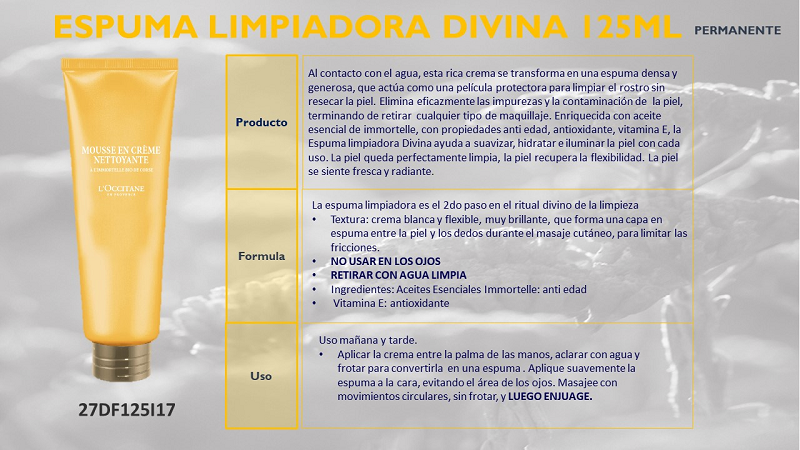 ESPUMA LIMPIADORA DIVINA 125ML
PERMANENTE
MOUSSE EN CRÈME
NETTOYANTE
L'OCCITANE
EN PROVENCE
27DF125I17
Producto
Al contacto con el agua, esta rica crema se transforma en una espuma densa y
generosa, que actúa como una película protectora para limpiar el rostro sin
resecar la piel. Elimina eficazmente las impurezas y la contaminación de la piel,
terminando de retirar cualquier tipo de maquillaje. Enriquecida con aceite
esencial de immortelle, con propiedades anti edad, antioxidante, vitamina E, la
Espuma limpiadora Divina ayuda a suavizar, hidratar e iluminar la piel con cada
uso. La piel queda perfectamente limpia, la piel recupera la flexibilidad. La piel
se siente fresca y radiante.
Formula
La espuma limpiadora es el 2do paso en el ritual divino de la limpieza
• Textura: crema blanca y flexible, muy brillante, que forma una capa en
espuma entre la piel y los dedos durante el masaje cutáneo, para limitar las
fricciones.
• NO USAR EN LOS OJOS
• RETIRAR CON AGUA LIMPIA
• Ingredientes: Aceites Esenciales Immortelle: anti edad
• Vitamina E: antioxidante
Uso
Uso mañana y tarde.
• Aplicar la crema entre la palma de las manos, aclarar con agua y
frotar para convertirla en una espuma . Aplique suavemente la
espuma a la cara, evitando el área de los ojos. Masajee con
movimientos circulares, sin frotar, y LUEGO ENJUAGE.